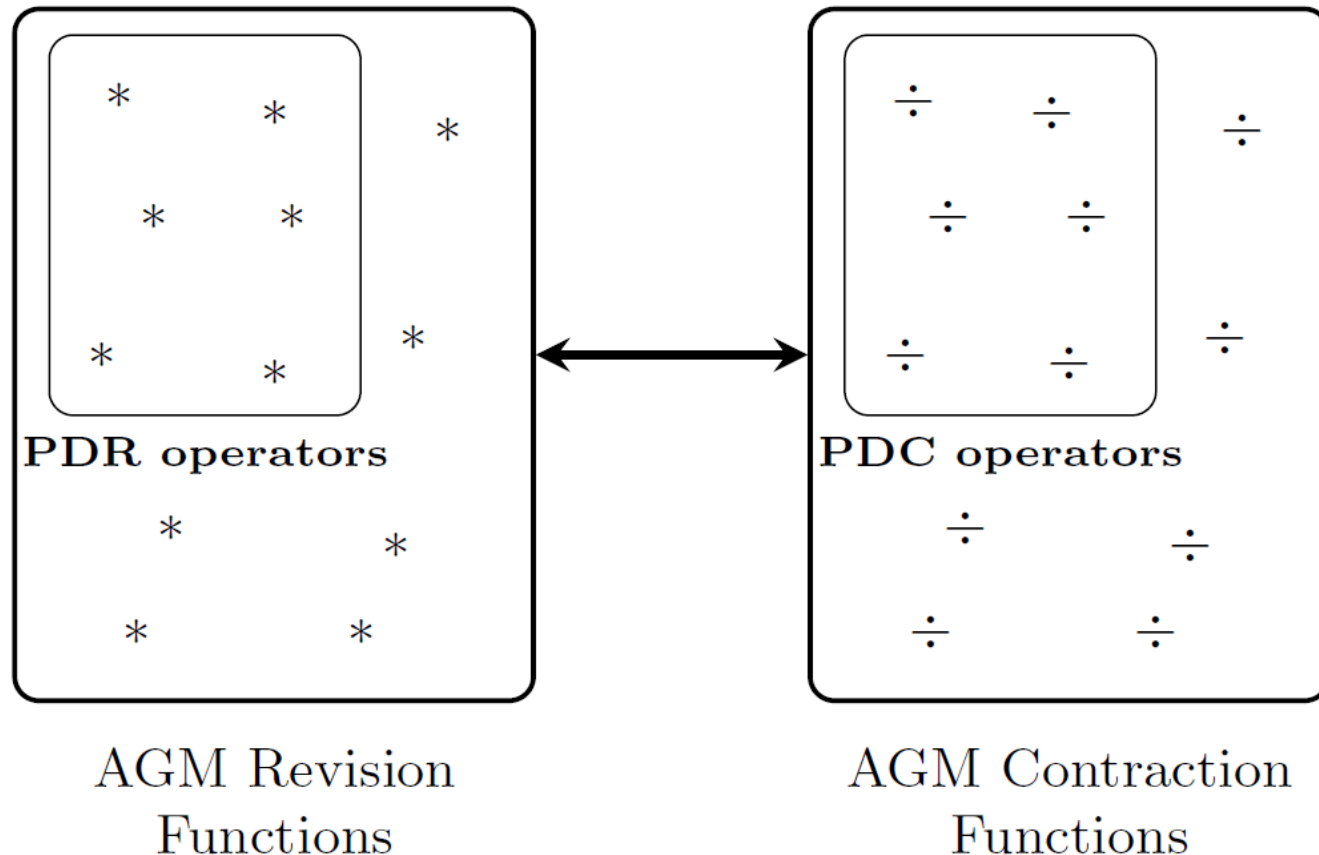 * * * ÷ ÷ ÷
* * ÷ ÷
* * * ÷ ÷ ÷
PDR operators PDC operators
* * ÷ ÷
* * ÷ ÷
AGM Revision
Functions
AGM Contraction
Functions